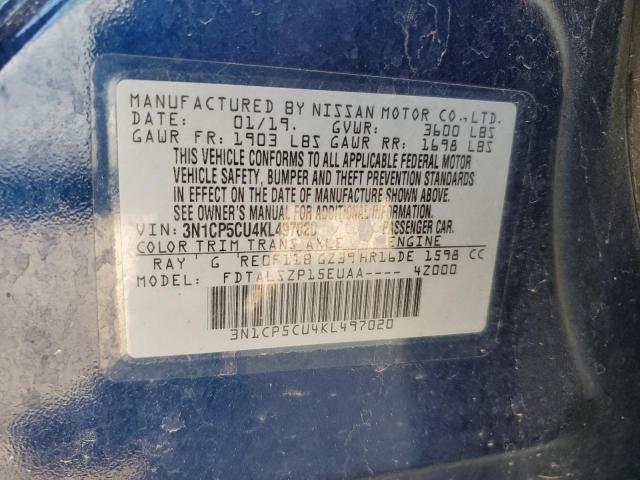 MANUFACTURED BY NISSAN MOTOR CO., LTD.
DATE: 01/19. GVWR: 3600 LBS
GAWR FR: 1903 LBS GAWR RR: 1698 LBS
THIS VEHICLE CONFORMS TO ALL APPLICABLE FEDERAL MOTOR
VEHICLE SAFETY, BUMPER AND THEFT PREVENTION STANDARDS
IN EFFECT ON THE DATE OF MANUFACTURE SHOWN ABOVE.
SEE OWNER'S MANUAL FOR ADDITIONAL INFORMATION.
VIN: 3N1CP5CU4KL497020 PASSENGER CAR.
COLOR TRIM TRANS AXLE ENGINE
RAY G RE0F11B GZ39 HR16DE 1598 CC
MODEL: FDTALSZP15EUAA---- 4Z000
3N1CP5CU4KL497020